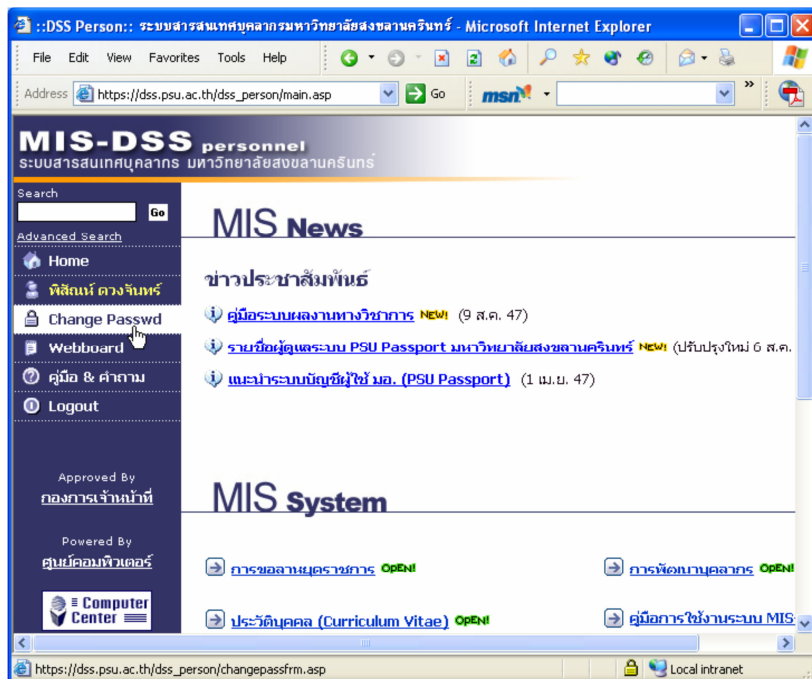 ::DSS Person:: ระบบสารสนเทศบุคลากรมหาวิทยาลัยสงขลานครินทร์ - Microsoft Internet Explorer
File Edit View Favorites Tools Help
Address https://dss.psu.ac.th/dss_person/main.asp Go msn
MIS-DSS personnel
ระบบสารสนเทศบุคลากร มหาวิทยาลัยสงขลานครินทร์
Search
Go
Advanced Search
Home
พิสัณห์ ดวงจันทร์
Change Passwd
Webboard
คู่มือ & คำถาม
Logout
Approved By
กองการเจ้าหน้าที่
Powered By
ศูนย์คอมพิวเตอร์
Computer
Center
MIS News
ข่าวประชาสัมพันธ์
คู่มือระบบผลงานทางวิชาการ NEW! (9 ส.ค. 47)
รายชื่อผู้ดูแลระบบ PSU Passport มหาวิทยาลัยสงขลานครินทร์ NEW! (ปรับปรุงใหม่ 6 ส.ค.
แนะนำระบบบัญชีผู้ใช้ มอ. (PSU Passport) (1 เม.ย. 47)
MIS System
การขอลาหยุดราชการ OPEN! การพัฒนาบุคลากร OPEN!
ประวัติบุคคล (Curriculum Vitae) OPEN! คู่มือการใช้งานระบบ MIS-
https://dss.psu.ac.th/dss_person/changepassfrm.asp Local intranet